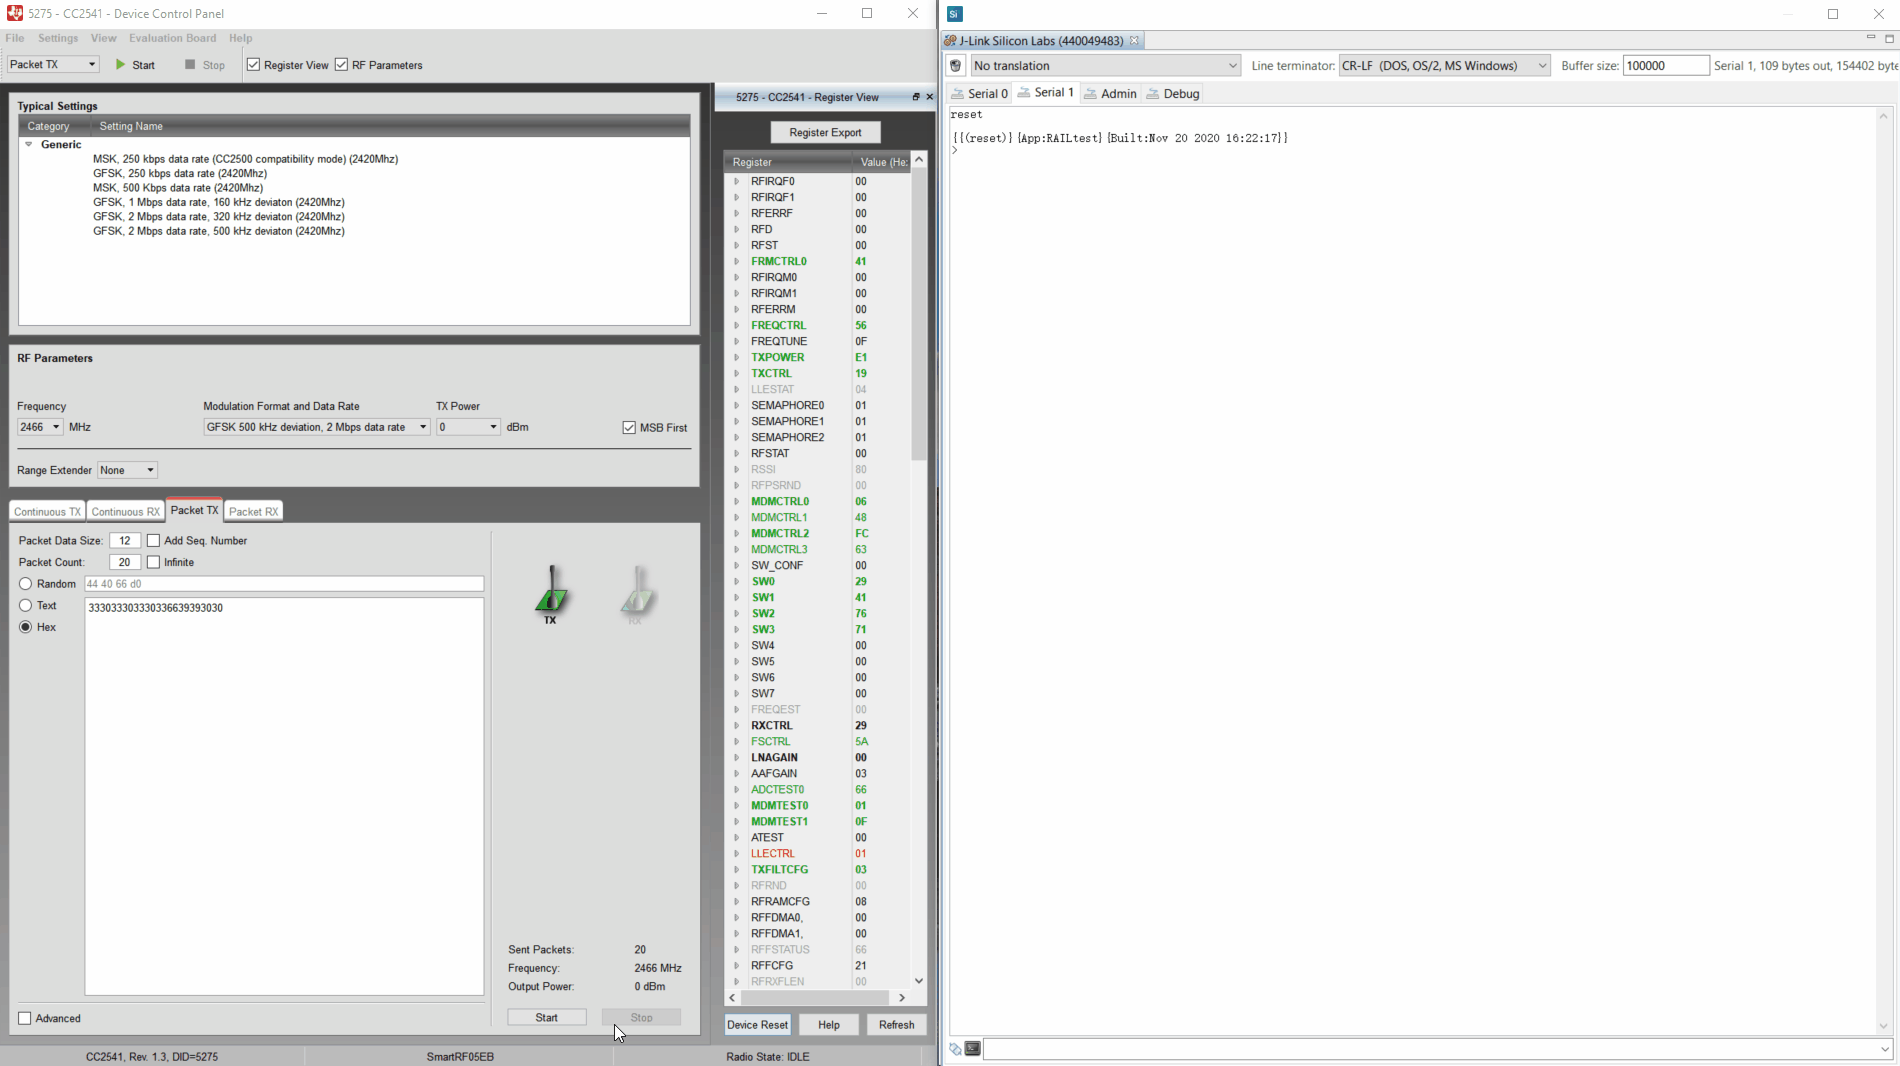 5275 - CC2541 - Device Control Panel
File Settings View Evaluation Board Help
Packet TX Start Stop Register View RF Parameters
Typical Settings
Category Setting Name
Generic
MSK, 250 kbps data rate (CC2500 compatibility mode) (2420Mhz)
GFSK, 250 kbps data rate (2420Mhz)
MSK, 500 Kbps data rate (2420Mhz)
GFSK, 1 Mbps data rate, 160 kHz deviaton (2420Mhz)
GFSK, 2 Mbps data rate, 320 kHz deviaton (2420Mhz)
GFSK, 2 Mbps data rate, 500 kHz deviaton (2420Mhz)
RF Parameters
Frequency Modulation Format and Data Rate TX Power
2466 MHz GFSK 500 kHz deviation, 2 Mbps data rate 0 dBm MSB First
Range Extender None
Continuous TX Continuous RX Packet TX Packet RX
Packet Data Size: 12 Add Seq. Number
Packet Count: 20 Infinite
Random 44 40 66 d0
Text 333033303330336639393030
Hex
TX RX
Sent Packets: 20
Frequency: 2466 MHz
Output Power: 0 dBm
Start Stop
Advanced
CC2541, Rev. 1.3, DID=5275 SmartRF05EB Radio State: IDLE
5275 - CC2541 - Register View
Register Export
Register Value (He:
RFIRQF0 00
RFIRQF1 00
RFERRF 00
RFD 00
RFST 00
FRMCTRL0 41
RFIRQM0 00
RFIRQM1 00
RFERRM 00
FREQCTRL 56
FREQTUNE 0F
TXPOWER E1
TXCTRL 19
LLESTAT 04
SEMAPHORE0 01
SEMAPHORE1 01
SEMAPHORE2 01
RFSTAT 00
RSSI 80
RFPSRND 00
MDMCTRL0 06
MDMCTRL1 48
MDMCTRL2 FC
MDMCTRL3 63
SW_CONF 00
SW0 29
SW1 41
SW2 76
SW3 71
SW4 00
SW5 00
SW6 00
SW7 00
FREQEST 00
RXCTRL 29
FSCTRL 5A
LNAGAIN 00
AAFGAIN 03
ADCTEST0 66
MDMTEST0 01
MDMTEST1 0F
ATEST 00
LLECTRL 01
TXFILTCFG 03
RFRND 00
RFRAMCFG 08
RFFDMA0, 00
RFFDMA1, 00
RFFSTATUS 66
RFFCFG 21
RFRXFLEN 00
Device Reset Help Refresh
Si
J-Link Silicon Labs (440049483)
No translation Line terminator: CR-LF (DOS, OS/2, MS Windows) Buffer size: 100000 Serial 1, 109 bytes out, 154402 byte
Serial 0 Serial 1 Admin Debug
reset
{{(reset)}{App:RAILtest}{Built:Nov 20 2020 16:22:17}}
>